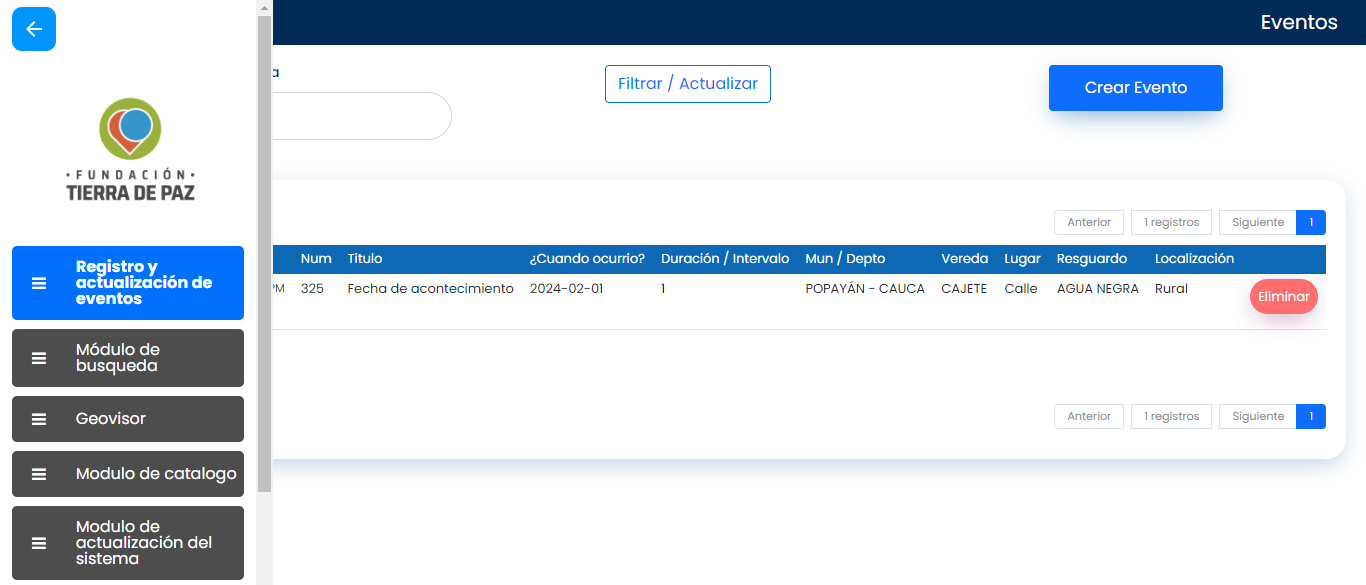 Eventos
a
Filtrar / Actualizar
Crear Evento
· FUNDACIÓN ·
TIERRA DE PAZ
Anterior 1 registros Siguiente 1
Registro y
actualización de
eventos
Módulo de
busqueda
Geovisor
Modulo de catalogo
Modulo de
actualización del
sistema
Num Titulo ¿Cuando ocurrio? Duración / Intervalo Mun / Depto Vereda Lugar Resguardo Localización
PM 325 Fecha de acontecimiento 2024-02-01 1 POPAYÁN - CAUCA CAJETE Calle AGUA NEGRA Rural Eliminar
Anterior 1 registros Siguiente 1